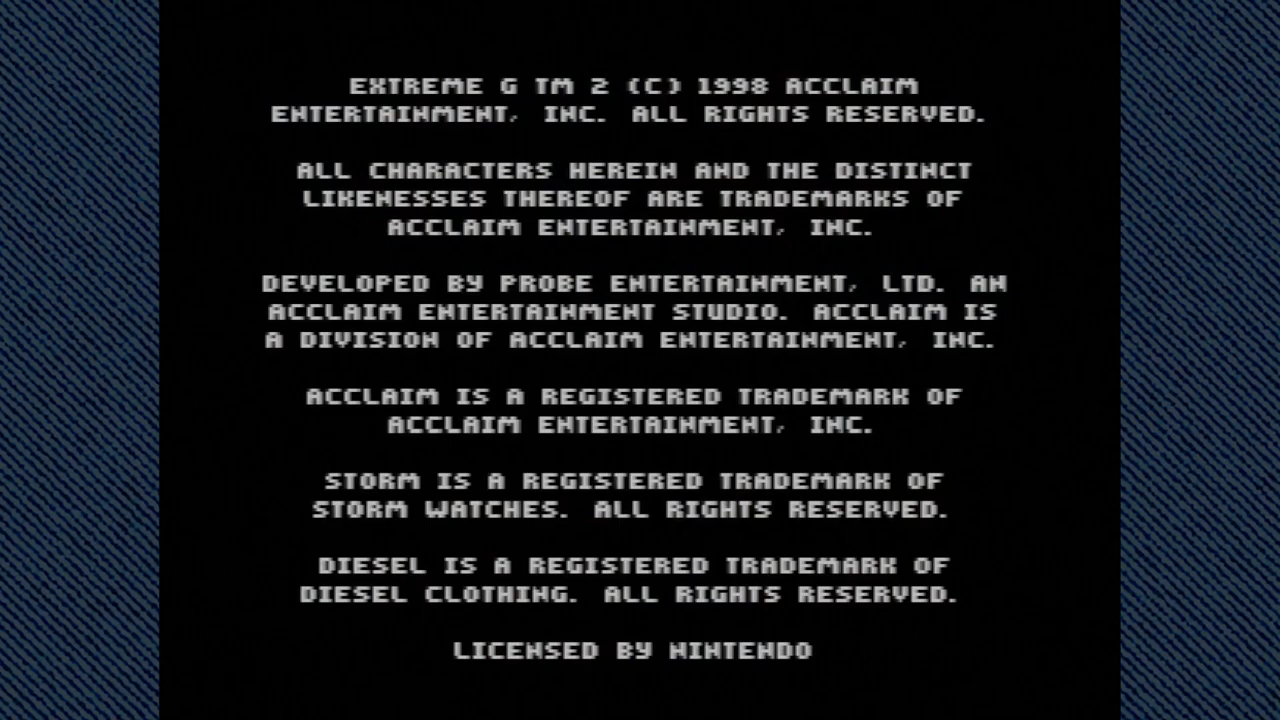 EXTREME G TM 2 (C) 1998 ACCLAIM
ENTERTAINMENT, INC. ALL RIGHTS RESERVED.
ALL CHARACTERS HEREIN AND THE DISTINCT
LIKENESSES THEREOF ARE TRADEMARKS OF
ACCLAIM ENTERTAINMENT, INC.
DEVELOPED BY PROBE ENTERTAINMENT, LTD. AN
ACCLAIM ENTERTAINMENT STUDIO. ACCLAIM IS
A DIVISION OF ACCLAIM ENTERTAINMENT, INC.
ACCLAIM IS A REGISTERED TRADEMARK OF
ACCLAIM ENTERTAINMENT, INC.
STORM IS A REGISTERED TRADEMARK OF
STORM WATCHES. ALL RIGHTS RESERVED.
DIESEL IS A REGISTERED TRADEMARK OF
DIESEL CLOTHING. ALL RIGHTS RESERVED.
LICENSED BY NINTENDO